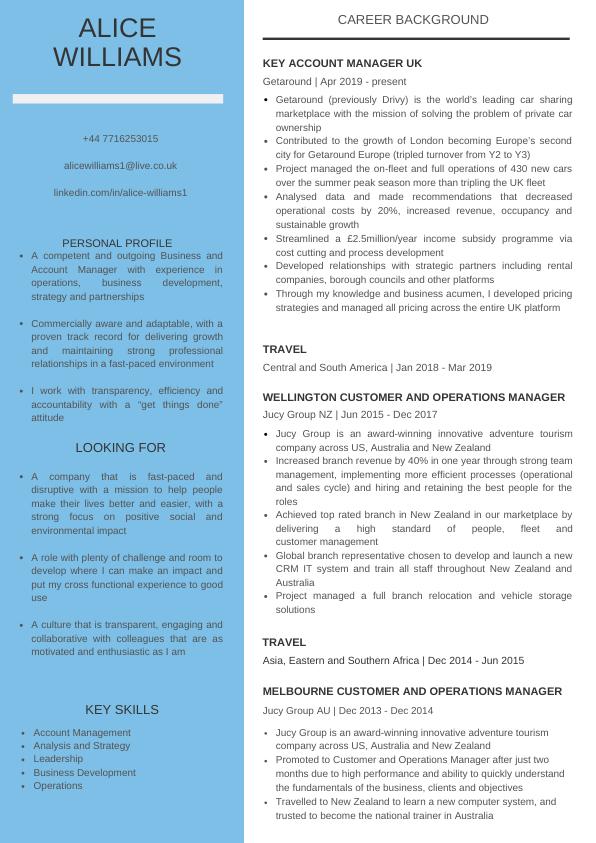 ALICE
WILLIAMS
+44 7716253015
alicewilliams1@live.co.uk
linkedin.com/in/alice-williams1
PERSONAL PROFILE
• A competent and outgoing Business and
Account Manager with experience in
operations, business development,
strategy and partnerships
• Commercially aware and adaptable, with a
proven track record for delivering growth
and maintaining strong professional
relationships in a fast-paced environment
• I work with transparency, efficiency and
accountability with a “get things done”
attitude
LOOKING FOR
• A company that is fast-paced and
disruptive with a mission to help people
make their lives better and easier, with a
strong focus on positive social and
environmental impact
• A role with plenty of challenge and room to
develop where I can make an impact and
put my cross functional experience to good
use
• A culture that is transparent, engaging and
collaborative with colleagues that are as
motivated and enthusiastic as I am
KEY SKILLS
• Account Management
• Analysis and Strategy
• Leadership
• Business Development
• Operations
CAREER BACKGROUND
KEY ACCOUNT MANAGER UK
Getaround | Apr 2019 - present
• Getaround (previously Drivy) is the world’s leading car sharing
marketplace with the mission of solving the problem of private car
ownership
• Contributed to the growth of London becoming Europe’s second
city for Getaround Europe (tripled turnover from Y2 to Y3)
• Project managed the on-fleet and full operations of 430 new cars
over the summer peak season more than tripling the UK fleet
• Analysed data and made recommendations that decreased
operational costs by 20%, increased revenue, occupancy and
sustainable growth
• Streamlined a £2.5million/year income subsidy programme via
cost cutting and process development
• Developed relationships with strategic partners including rental
companies, borough councils and other platforms
• Through my knowledge and business acumen, I developed pricing
strategies and managed all pricing across the entire UK platform
TRAVEL
Central and South America | Jan 2018 - Mar 2019
WELLINGTON CUSTOMER AND OPERATIONS MANAGER
Jucy Group NZ | Jun 2015 - Dec 2017
• Jucy Group is an award-winning innovative adventure tourism
company across US, Australia and New Zealand
• Increased branch revenue by 40% in one year through strong team
management, implementing more efficient processes (operational
and sales cycle) and hiring and retaining the best people for the
roles
• Achieved top rated branch in New Zealand in our marketplace by
delivering a high standard of people, fleet and
customer management
• Global branch representative chosen to develop and launch a new
CRM IT system and train all staff throughout New Zealand and
Australia
• Project managed a full branch relocation and vehicle storage
solutions
TRAVEL
Asia, Eastern and Southern Africa | Dec 2014 - Jun 2015
MELBOURNE CUSTOMER AND OPERATIONS MANAGER
Jucy Group AU | Dec 2013 - Dec 2014
• Jucy Group is an award-winning innovative adventure tourism
company across US, Australia and New Zealand
• Promoted to Customer and Operations Manager after just two
months due to high performance and ability to quickly understand
the fundamentals of the business, clients and objectives
• Travelled to New Zealand to learn a new computer system, and
trusted to become the national trainer in Australia